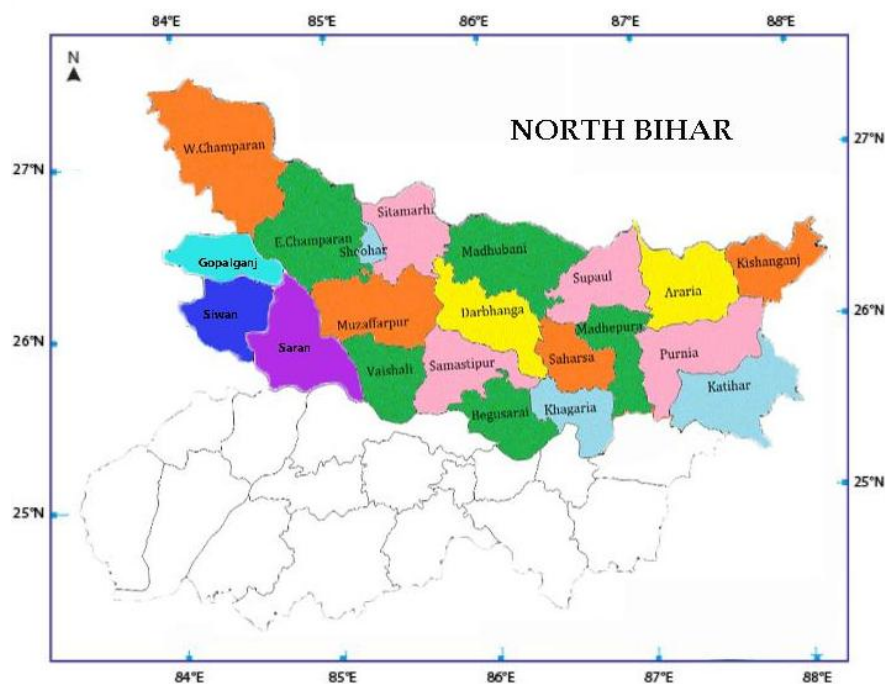 84°E 85°E 86°E 87°E 88°E
N
NORTH BIHAR
27°N
27°N
W.Champaran
Sitamarhi
E.Champaran
Sheohar
Madhubani
Gopalganj
Supaul
Kishanganj
Araria
26°N
26°N
Siwan
Muzaffarpur
Darbhanga
Madhepura
Saran
Saharsa
Purnia
Vaishali
Samastipur
Katihar
Begusarai
Khagaria
25°N
25°N
84°E 85°E 86°E 87°E 88°E